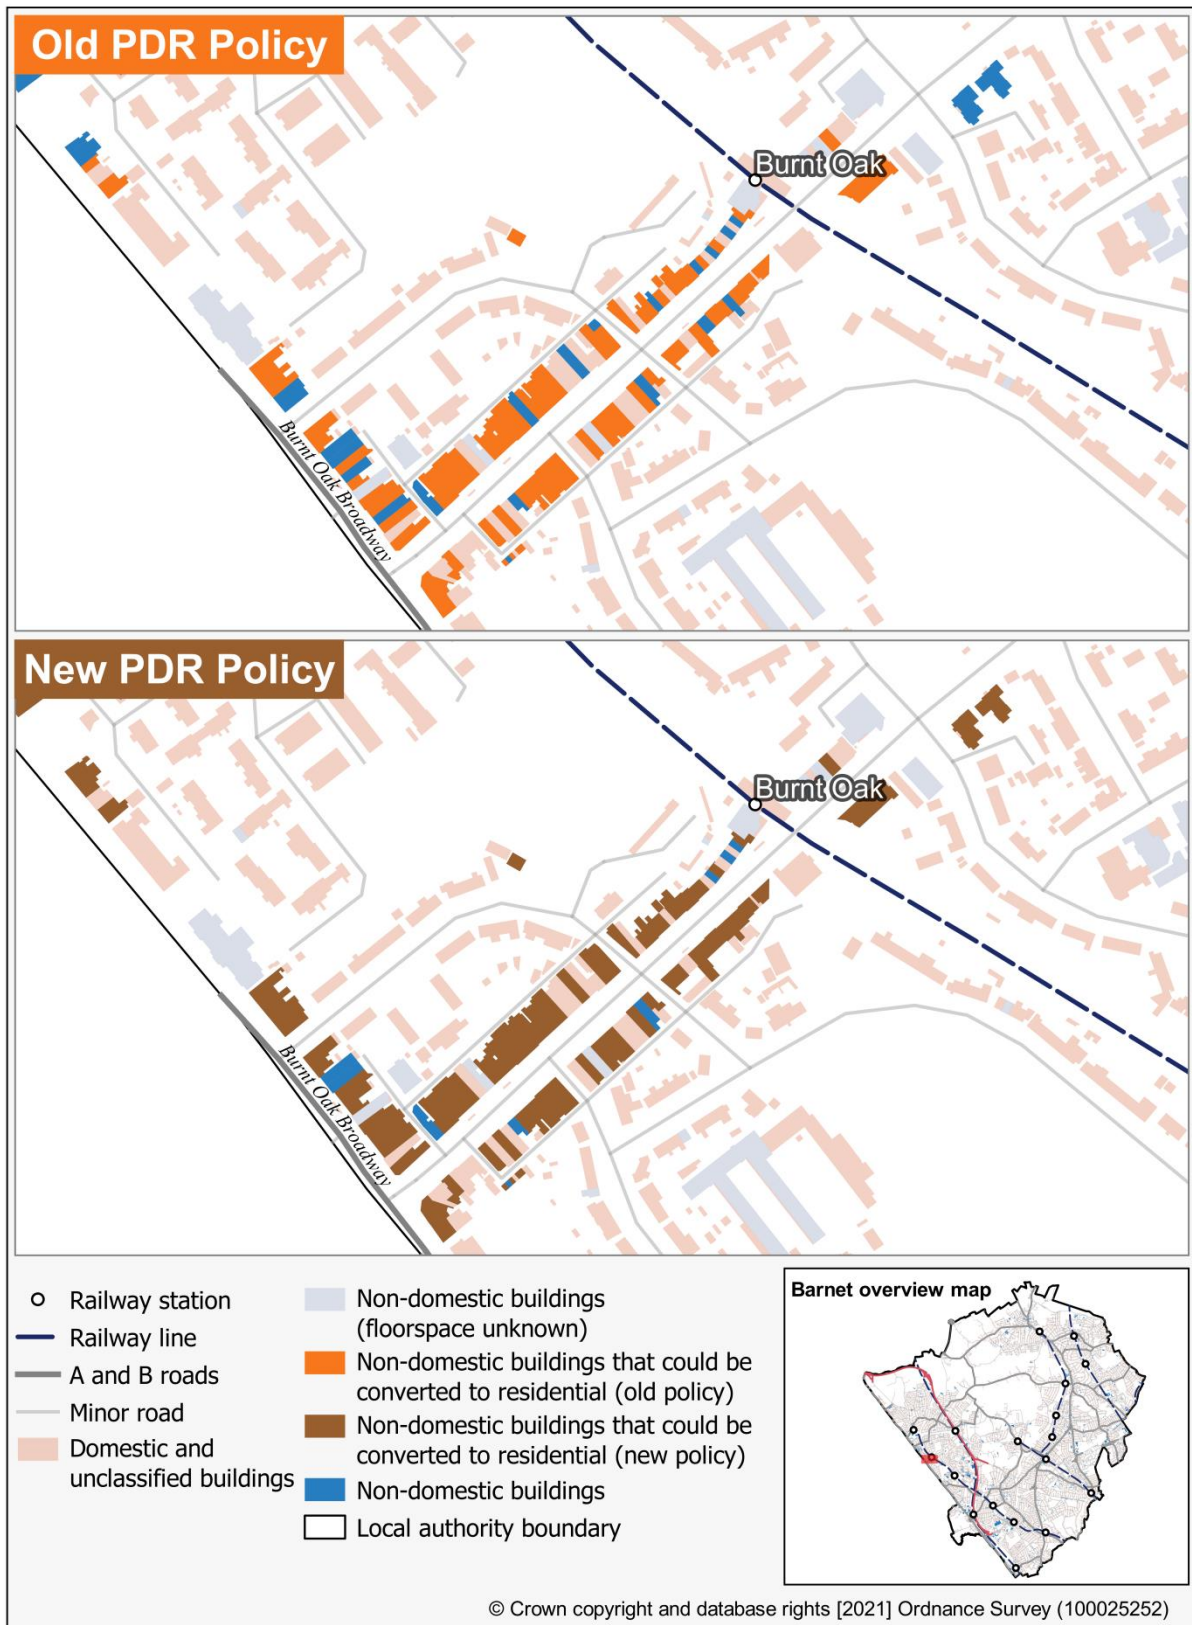 Old PDR Policy
Burnt Oak
Burnt Oak Broadway
New PDR Policy
Burnt Oak
Burnt Oak Broadway
Railway station
Railway line
A and B roads
Minor road
Domestic and
unclassified buildings
Non-domestic buildings
(floorspace unknown)
Non-domestic buildings that could be
converted to residential (old policy)
Non-domestic buildings that could be
converted to residential (new policy)
Non-domestic buildings
Local authority boundary
Barnet overview map
© Crown copyright and database rights [2021] Ordnance Survey (100025252)